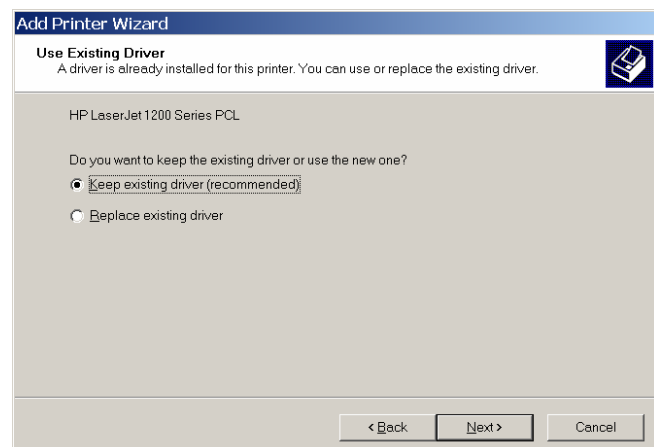 Add Printer Wizard
Use Existing Driver
A driver is already installed for this printer. You can use or replace the existing driver.
HP LaserJet 1200 Series PCL
Do you want to keep the existing driver or use the new one?
Keep existing driver (recommended)
Replace existing driver
< Back Next > Cancel